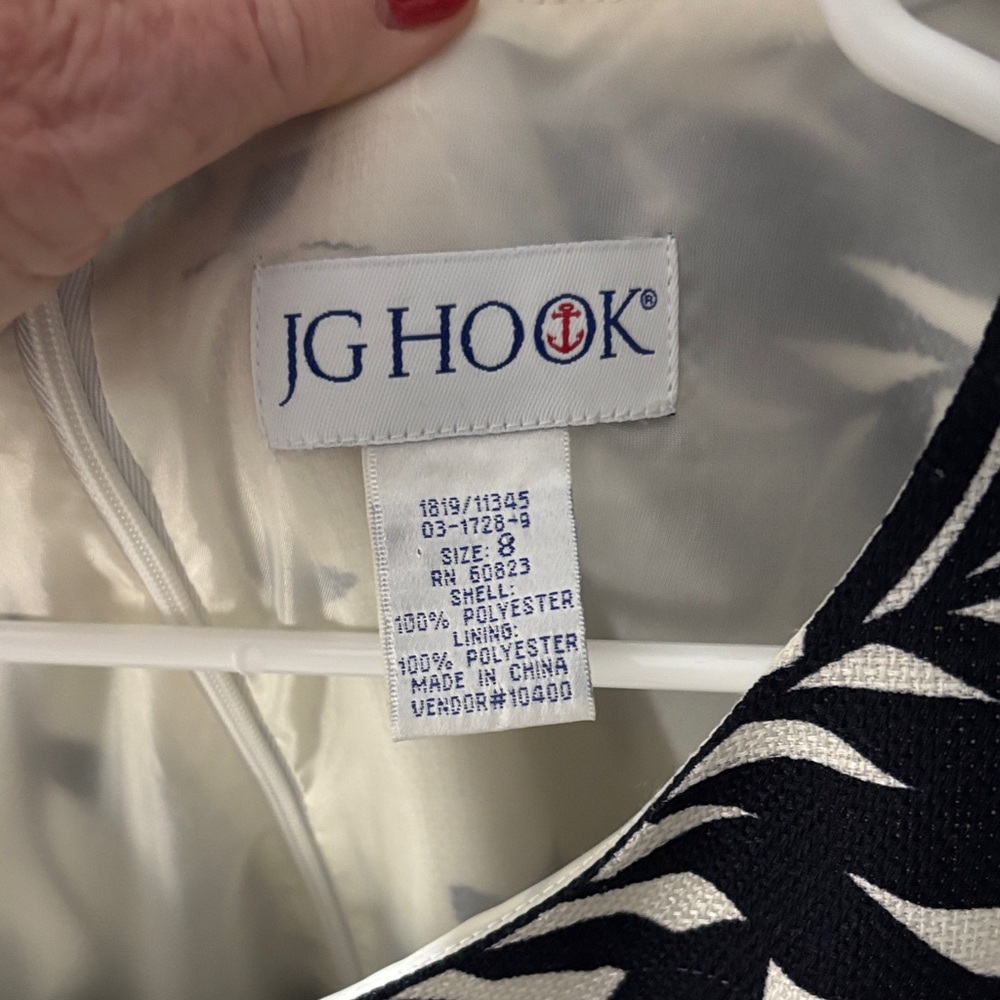 JG HOOK®
1819/11345
03-1728-9
SIZE: 8
RN 60823
SHELL:
100% POLYESTER
LINING:
100% POLYESTER
MADE IN CHINA
VENDOR#10400